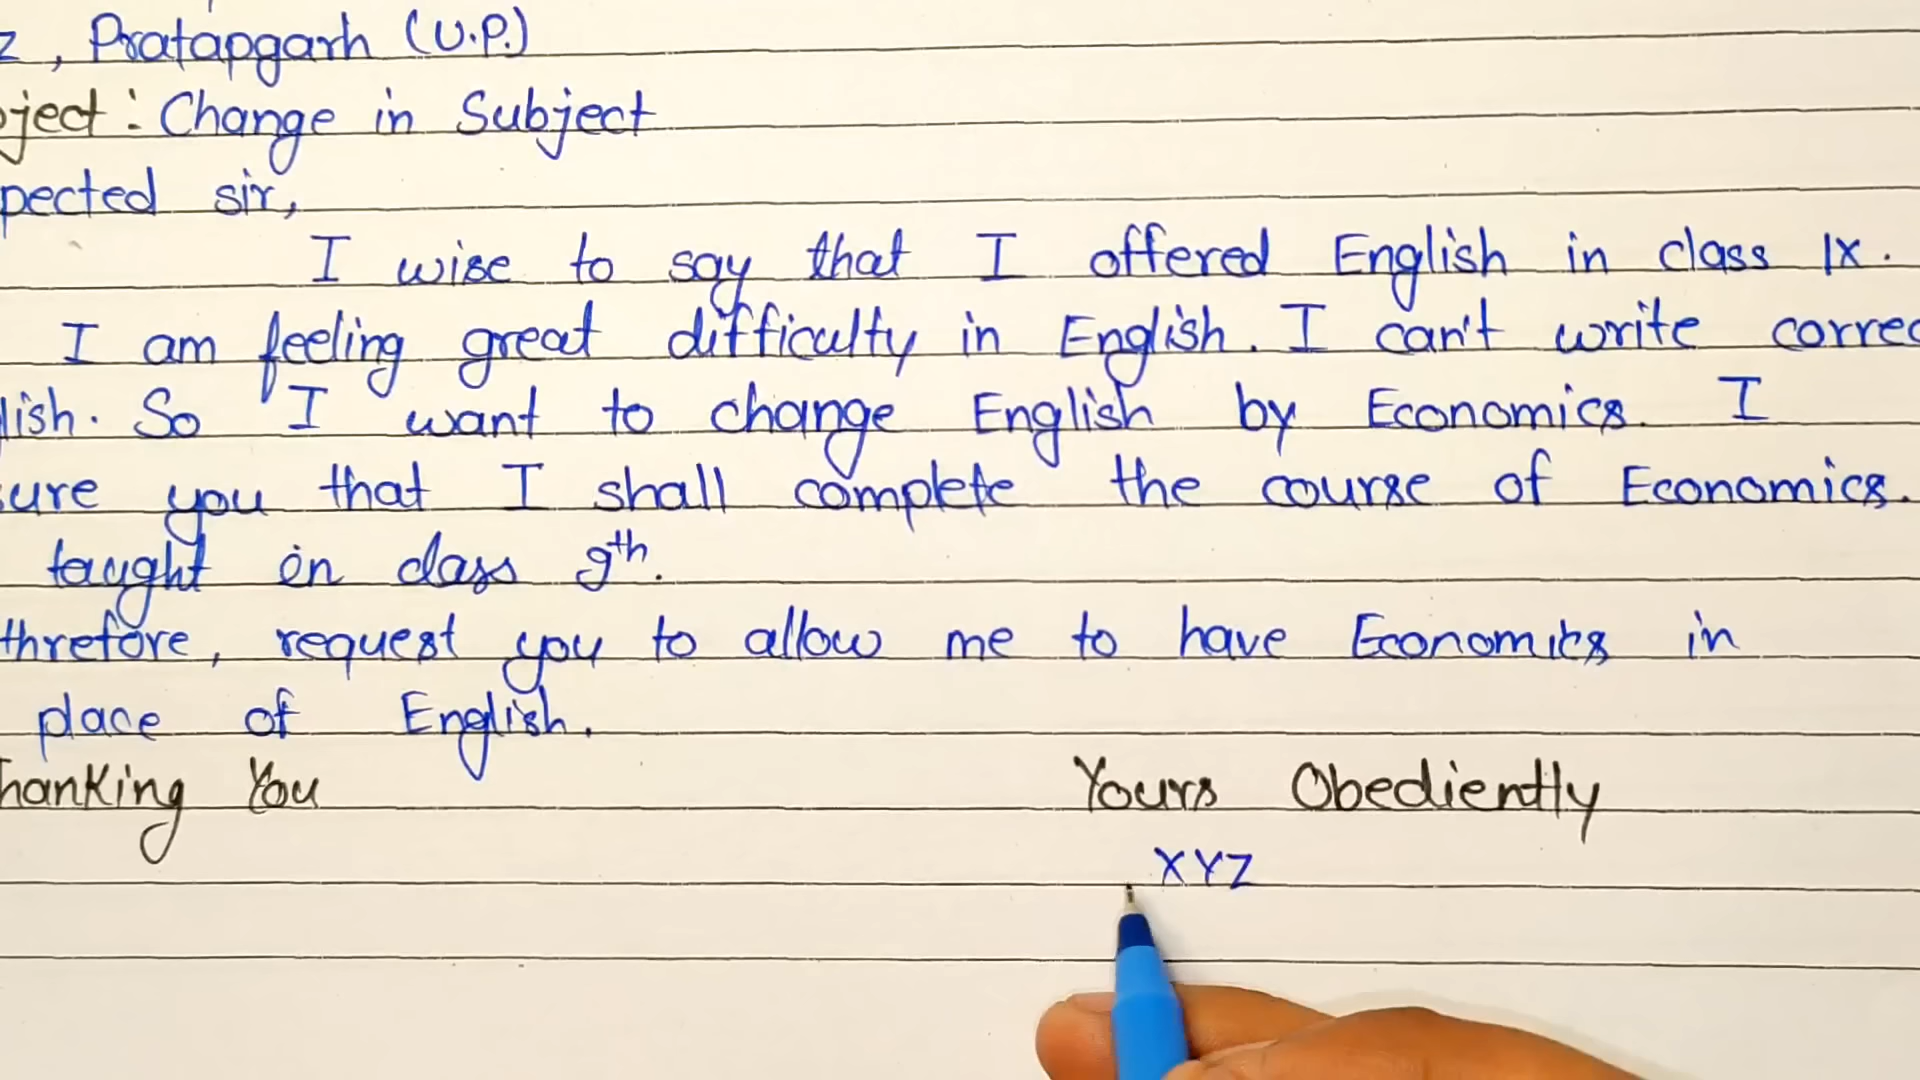 z, Pratapgarh (U.P.)
ject: Change in Subject
pected sir,
I wise to say that I offered English in class IX.
I am feeling great difficulty in English. I can't write correc
lish. So I want to change English by Economics. I
sure you that I shall complete the course of Economics.
taught in class 9th.
threfore, request you to allow me to have Economics in
place of English.
Thanking You Yours Obediently
XYZ